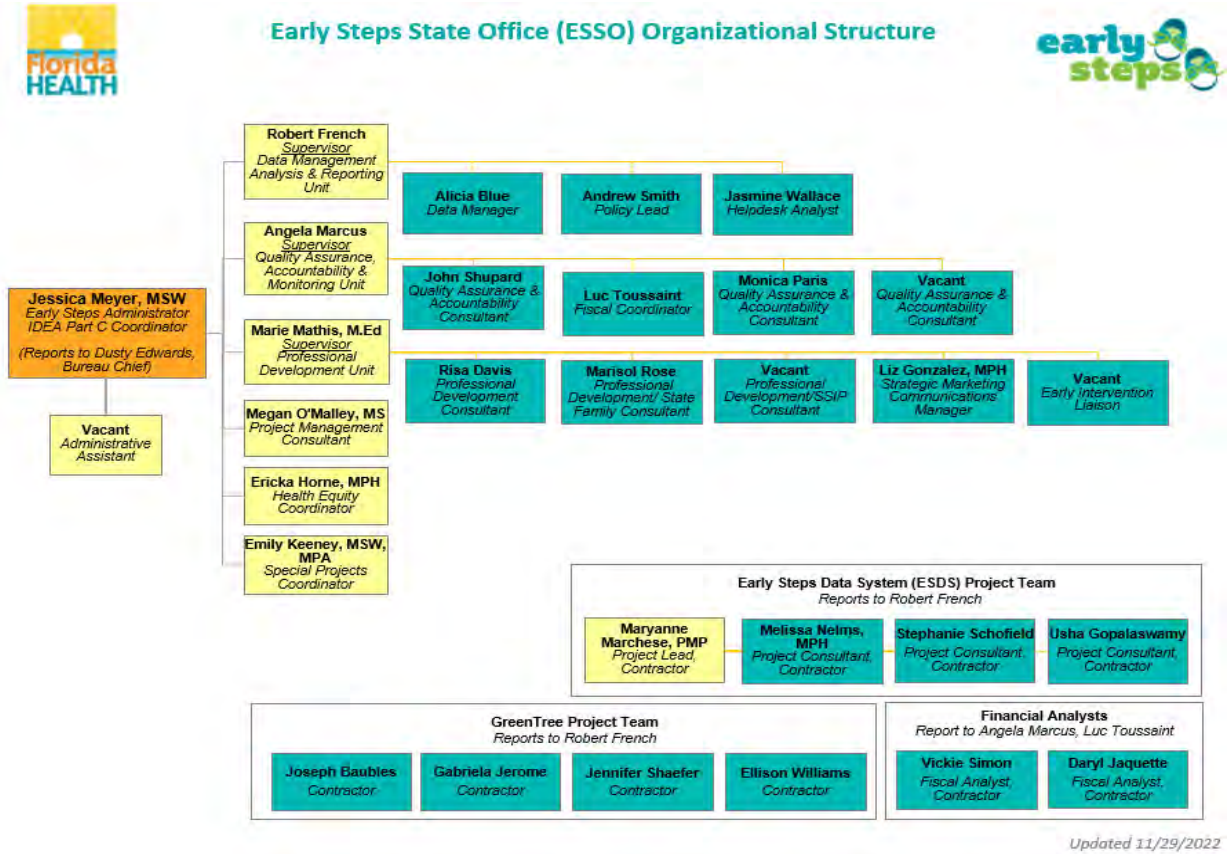 Florida
HEALTH
Early Steps State Office (ESSO) Organizational Structure
early
steps
Robert French
Supervisor
Data Management
Analysis & Reporting
Unit
Alicia Blue
Data Manager
Andrew Smith
Policy Lead
Jasmine Wallace
Helpdesk Analyst
Angela Marcus
Supervisor
Quality Assurance,
Accountability &
Monitoring Unit
John Shupard
Quality Assurance &
Accountability
Consultant
Luc Toussaint
Fiscal Coordinator
Monica Paris
Quality Assurance &
Accountability
Consultant
Vacant
Quality Assurance &
Accountability
Consultant
Jessica Meyer, MSW
Early Steps Administrator
IDEA Part C Coordinator
(Reports to Dusty Edwards,
Bureau Chief)
Marie Mathis, M.Ed
Supervisor
Professional
Development Unit
Risa Davis
Professional
Development
Consultant
Marisol Rose
Professional
Development/ State
Family Consultant
Vacant
Professional
Development/SSIP
Consultant
Liz Gonzalez, MPH
Strategic Marketing
Communications
Manager
Vacant
Early Intervention
Liaison
Vacant
Administrative
Assistant
Megan O'Malley, MS
Project Management
Consultant
Ericka Horne, MPH
Health Equity
Coordinator
Emily Keeney, MSW,
MPA
Special Projects
Coordinator
Early Steps Data System (ESDS) Project Team
Reports to Robert French
Maryanne
Marchese, PMP
Project Lead,
Contractor
Melissa Nelms,
MPH
Project Consultant,
Contractor
Stephanie Schofield
Project Consultant,
Contractor
Usha Gopalaswamy
Project Consultant,
Contractor
GreenTree Project Team
Reports to Robert French
Joseph Baubles
Contractor
Gabriela Jerome
Contractor
Jennifer Shaefer
Contractor
Ellison Williams
Contractor
Financial Analysts
Report to Angela Marcus, Luc Toussaint
Vickie Simon
Fiscal Analyst,
Contractor
Daryl Jaquette
Fiscal Analyst,
Contractor
Updated 11/29/2022